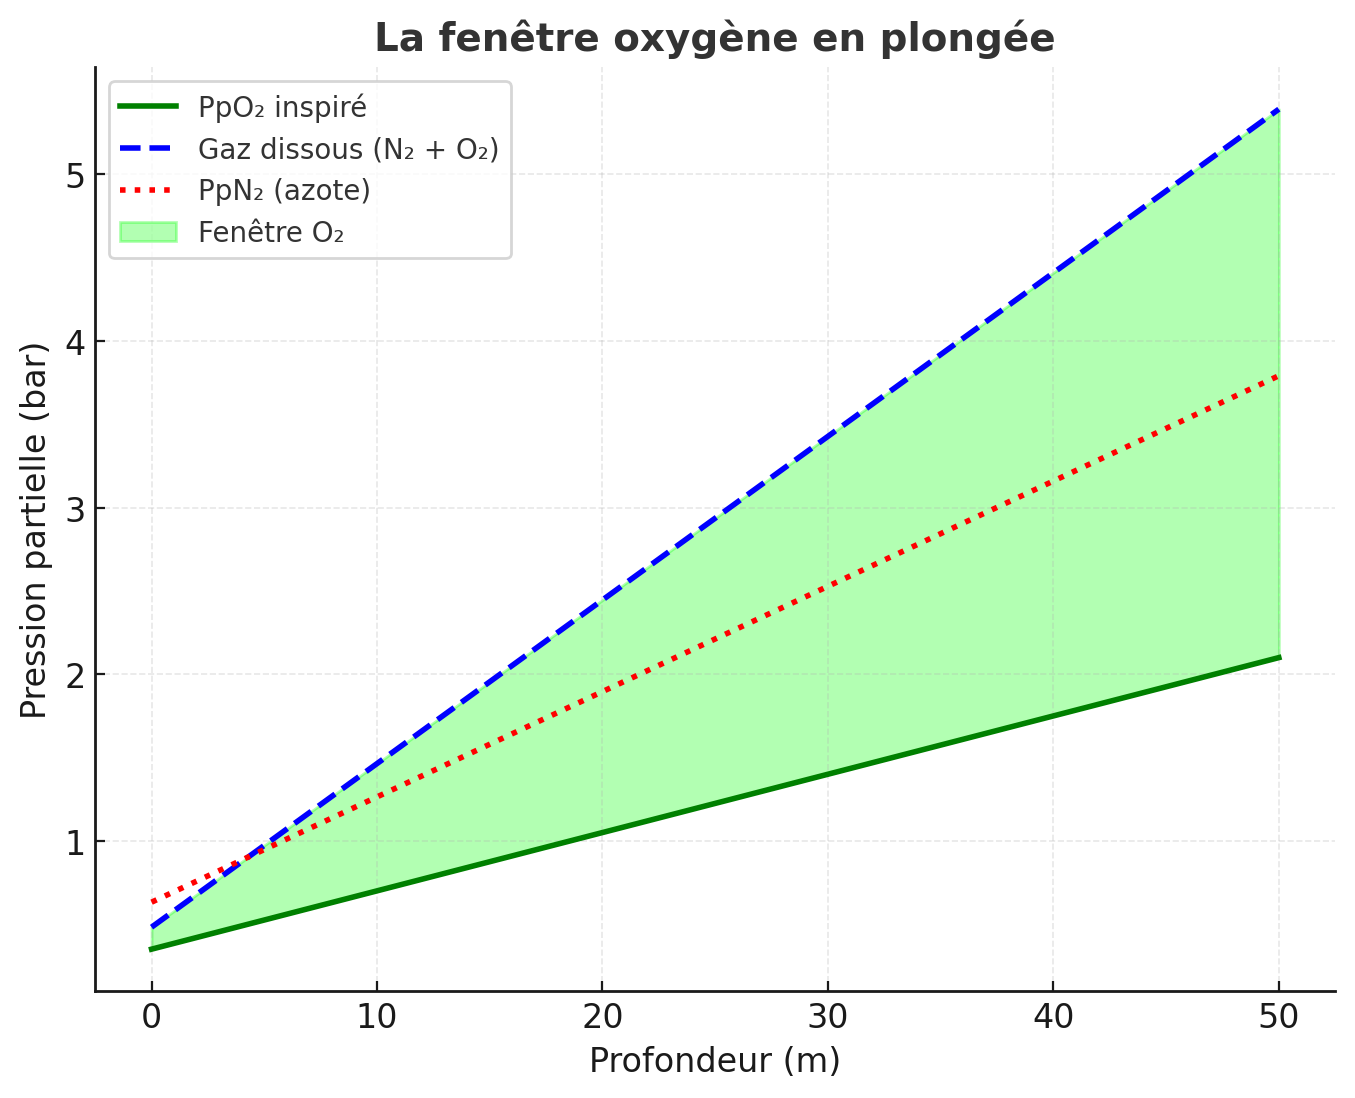 La fenêtre oxygène en plongée
PpO₂ inspiré
Gaz dissous (N₂ + O₂)
PpN₂ (azote)
Fenêtre O₂
Pression partielle (bar)
5
4
3
2
1
0 10 20 30 40 50
Profondeur (m)